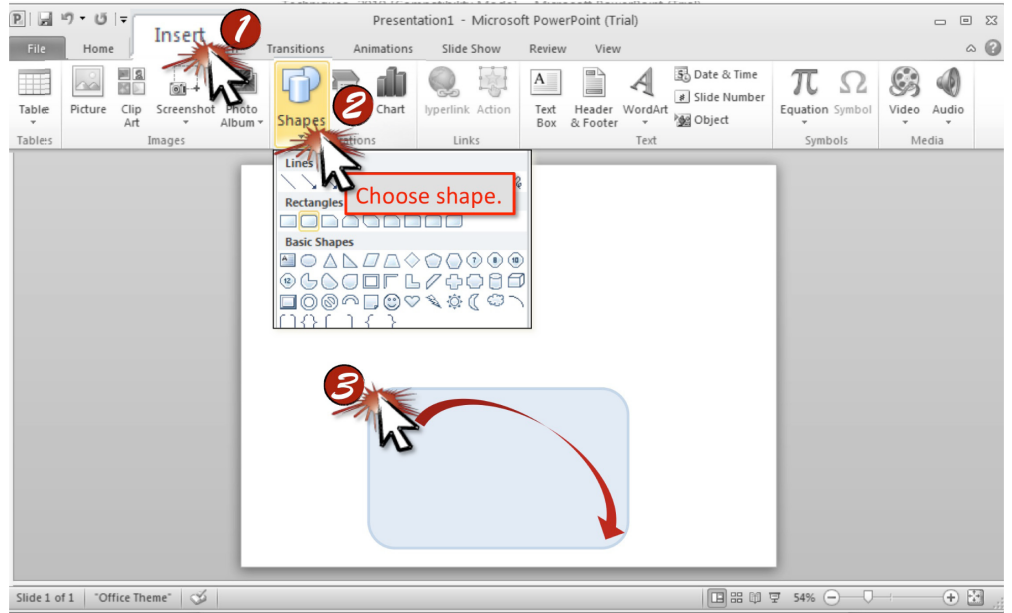 Presentation1 - Microsoft PowerPoint (Trial)
File Home Insert Transitions Animations Slide Show Review View
1
Table
Picture
Clip Art
Screenshot
Photo Album
Shapes
2
Chart
Hyperlink Action
A
Text Box
Header & Footer
WordArt
Date & Time
Slide Number
Object
π Ω
Equation Symbol
Video Audio
Tables Images Links Text Symbols Media
Lines
Choose shape.
Rectangles
Basic Shapes
3
Slide 1 of 1 "Office Theme" 54%